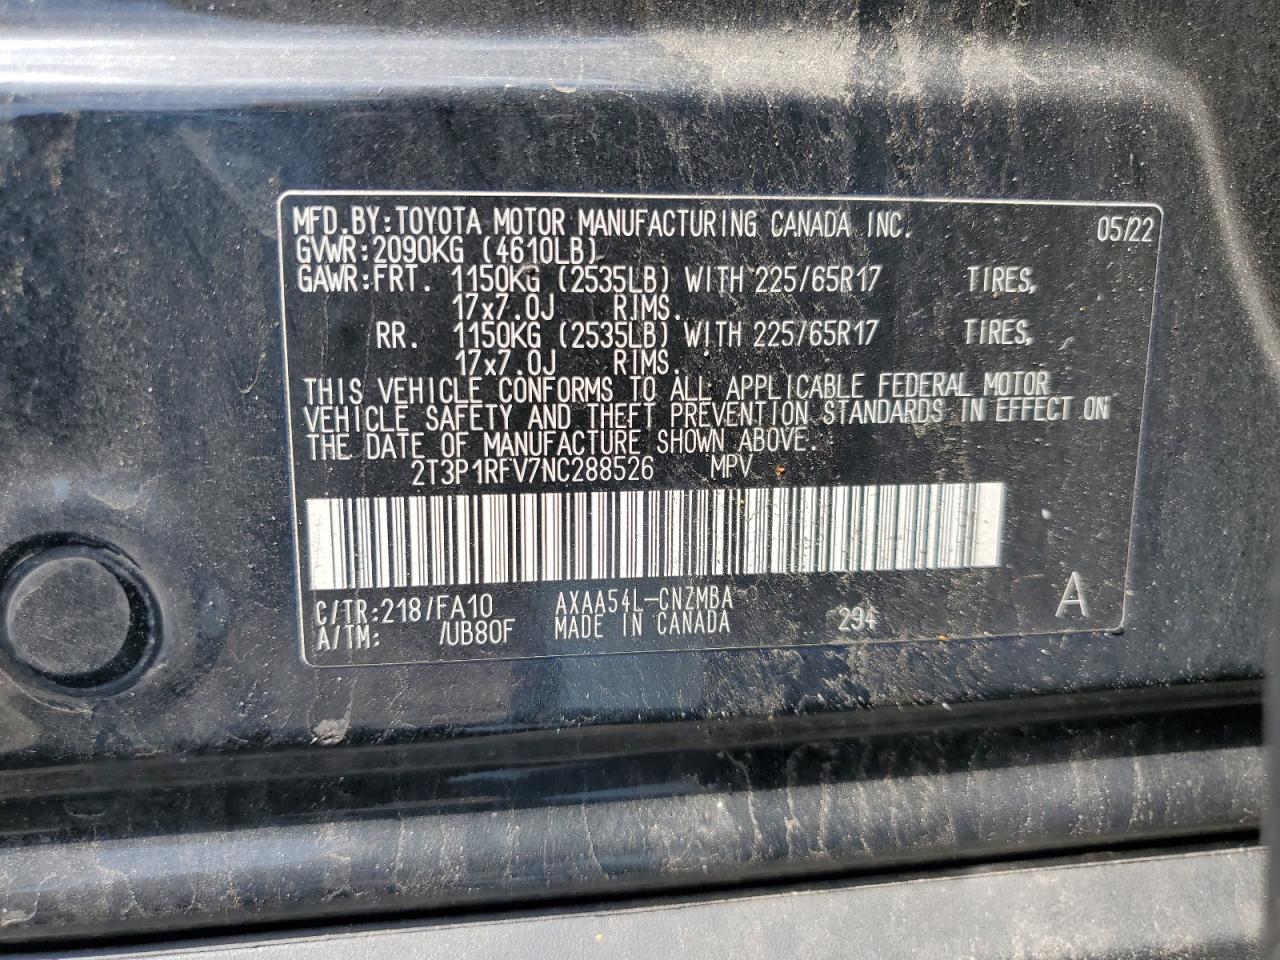 MFD.BY:TOYOTA MOTOR MANUFACTURING CANADA INC. 05/22
GVWR:2090KG (4610LB)
GAWR:FRT. 1150KG (2535LB) WITH 225/65R17 TIRES,
17x7.0J RIMS.
RR. 1150KG (2535LB) WITH 225/65R17 TIRES,
17x7.0J RIMS.
THIS VEHICLE CONFORMS TO ALL APPLICABLE FEDERAL MOTOR
VEHICLE SAFETY AND THEFT PREVENTION STANDARDS IN EFFECT ON
THE DATE OF MANUFACTURE SHOWN ABOVE.
2T3P1RFV7NC288526 MPV
C/TR:218/FA10 AXAA54L-CNZMBA
A/TM: /UB80F MADE IN CANADA 294 A